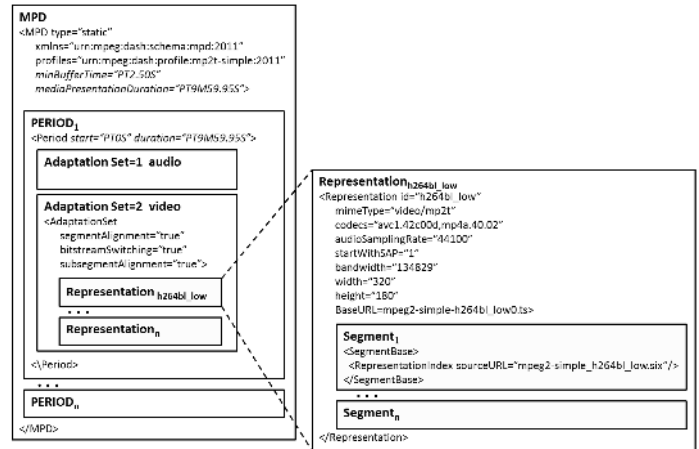 MPD
<MPD type="static"
xmlns="urn:mpeg:dash:schema:mpd:2011"
profiles="urn:mpeg:dash:profile:mp2t-simple:2011"
minBufferTime="PT2.50S"
mediaPresentationDuration="PT9M59.95S">
PERIOD1
<Period start="PT0S" duration="PT9M59.95S">
Adaptation Set=1 audio
Adaptation Set=2 video
<AdaptationSet
segmentAlignment="true"
bitstreamSwitching="true"
subsegmentAlignment="true">
Representationh264bl_low
• • •
Representationn
<\Period>
• • •
PERIODn
</MPD>
Representationh264bl_low
<Representation id="h264bl_low"
mimeType="video/mp2t"
codecs="avc1.42c00d,mp4a.40.02"
audioSamplingRate="44100"
startWithSAP="1"
bandwidth="134829"
width="320"
height="180"
BaseURL=mpeg2-simple-h264bl_low0.ts>
Segment1
<SegmentBase>
<RepresentationIndex sourceURL="mpeg2-simple_h264bl_low.six"/>
</SegmentBase>
• • •
Segmentn
</Representation>